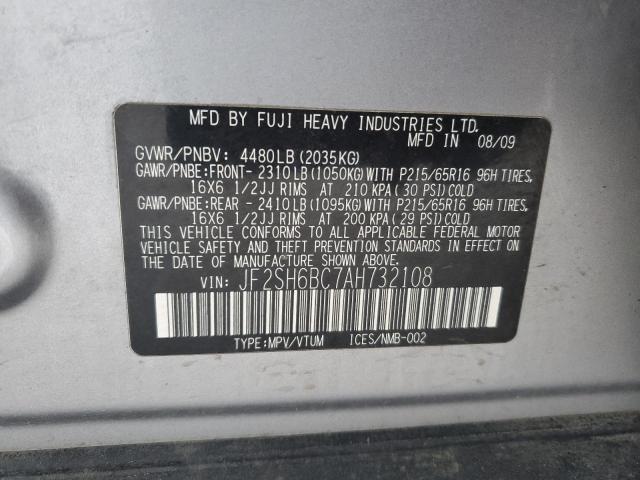 MFD BY FUJI HEAVY INDUSTRIES LTD.
MFD IN 08/09
GVWR/PNBV: 4480LB(2035KG)
GAWR/PNBE:FRONT- 2310LB(1050KG)WITH P215/65R16 96H TIRES,
16X6 1/2JJ RIMS AT 210 KPA(30 PSI)COLD
GAWR/PNBE:REAR - 2410LB(1095KG)WITH P215/65R16 96H TIRES,
16X6 1/2JJ RIMS AT 200 KPA(29 PSI)COLD
THIS VEHICLE CONFORMS TO ALL APPLICABLE FEDERAL MOTOR
VEHICLE SAFETY AND THEFT PREVENTION STANDARDS IN EFFECT ON
THE DATE OF MANUFACTURE SHOWN ABOVE.
VIN: JF2SH6BC7AH732108
TYPE:MPV/VTUM ICES/NMB-002